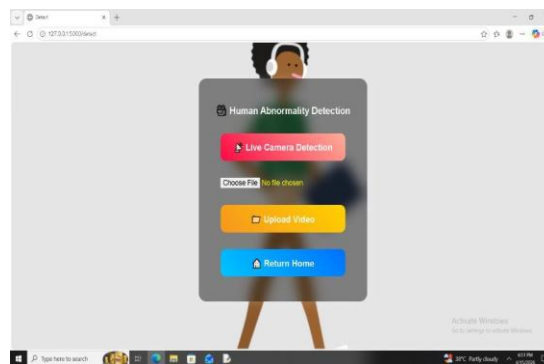 Detect
127.0.0.1:5000/detect
Human Abnormality Detection
Live Camera Detection
Choose File No file chosen
Upload Video
Return Home
Activate Windows
Go to Settings to activate Windows.
Type here to search
Partly cloudy